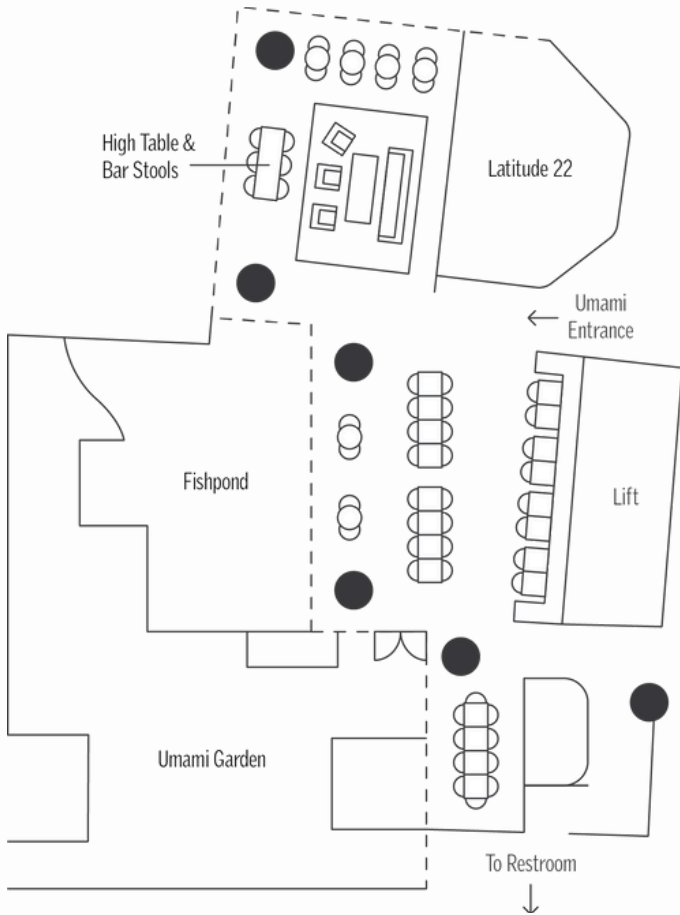 High Table &
Bar Stools
Latitude 22
Umami
Entrance
Fishpond
Lift
Umami Garden
To Restroom